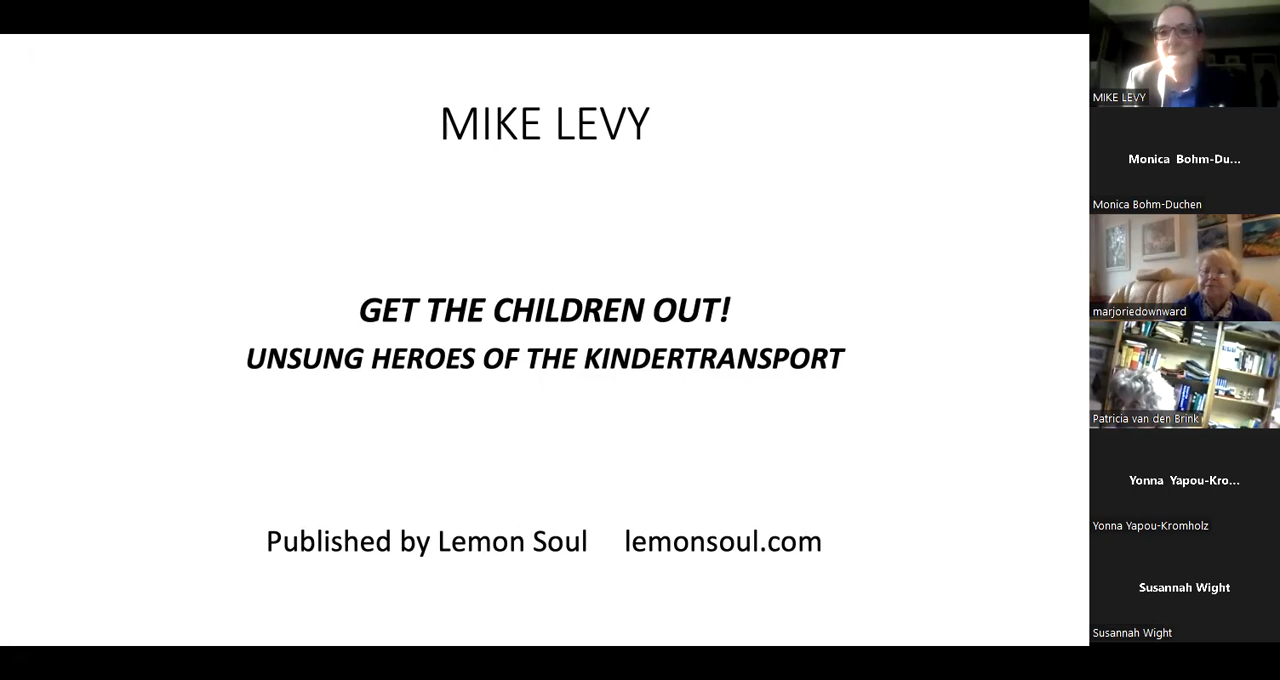 MIKE LEVY
GET THE CHILDREN OUT!
UNSUNG HEROES OF THE KINDERTRANSPORT
Published by Lemon Soul lemonsoul.com
MIKE LEVY
Monica Bohm-Du...
Monica Bohm-Duchen
marjoriedownward
Patricia van den Brink
Yonna Yapou-Kro...
Yonna Yapou-Kromholz
Susannah Wight
Susannah Wight